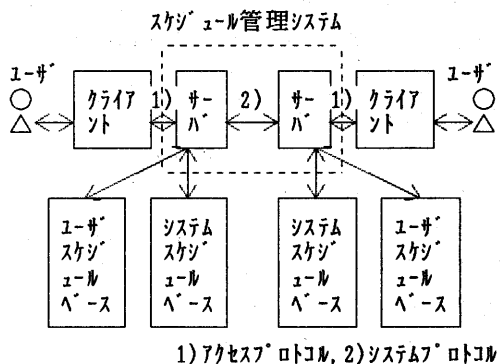 スケジュール管理システム
ユーザ
ユーザ
クライア
ント
1)
サー
バ
2)
サー
バ
1)
クライア
ント
ユーザ
スケジ
ュール
ベース
システム
スケジ
ュール
ベース
システム
スケジ
ュール
ベース
ユーザ
スケジ
ュール
ベース
1)アクセスプロトコル, 2)システムプロトコル